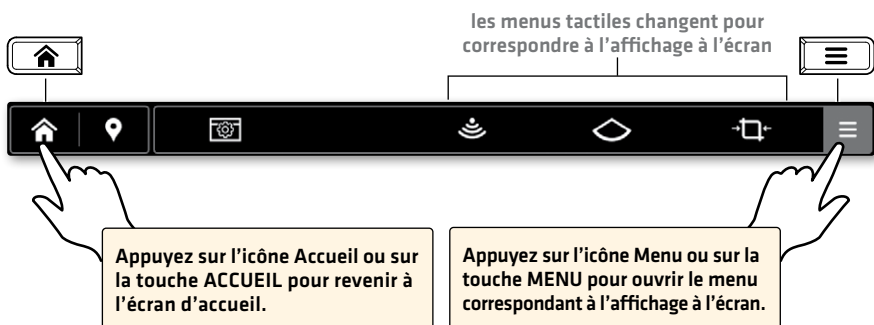 les menus tactiles changent pour
correspondre à l'affichage à l'écran
Appuyez sur l'icône Accueil ou sur
la touche ACCUEIL pour revenir à
l'écran d'accueil.
Appuyez sur l'icône Menu ou sur la
touche MENU pour ouvrir le menu
correspondant à l'affichage à l'écran.